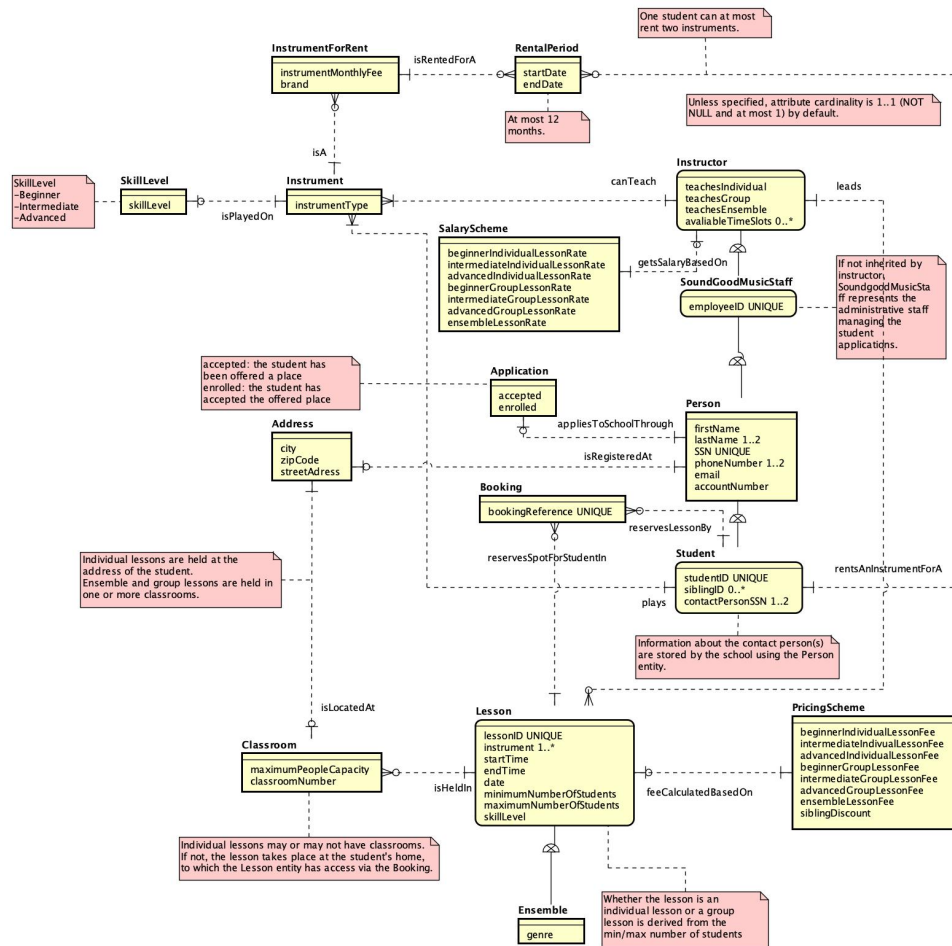 One student can at most
rent two instruments.
InstrumentForRent
instrumentMonthlyFee
brand
isRentedForA
RentalPeriod
startDate
endDate
At most 12
months.
Unless specified, attribute cardinality is 1..1 (NOT
NULL and at most 1) by default.
isA
SkillLevel
-Beginner
-Intermediate
-Advanced
SkillLevel
skillLevel
isPlayedOn
Instrument
instrumentType
canTeach
Instructor
teachesIndividual
teachesGroup
teachesEnsemble
avaliableTimeSlots 0..*
leads
SalaryScheme
beginnerIndividualLessonRate
intermediateIndividualLessonRate
advancedIndividualLessonRate
beginnerGroupLessonRate
intermediateGroupLessonRate
advancedGroupLessonRate
ensembleLessonRate
getsSalaryBasedOn
SoundGoodMusicStaff
employeeID UNIQUE
If not inherited by
instructor,
SoundgoodMusicSta
ff represents the
administrative staff
managing the
student
applications.
accepted: the student has
been offered a place
enrolled: the student has
accepted the offered place
Application
accepted
enrolled
appliesToSchoolThrough
Person
firstName
lastName 1..2
SSN UNIQUE
phoneNumber 1..2
email
accountNumber
Address
city
zipCode
streetAdress
isRegisteredAt
Booking
bookingReference UNIQUE
reservesLessonBy
reservesSpotForStudentIn
Individual lessons are held at the
address of the student.
Ensemble and group lessons are held in
one or more classrooms.
Student
studentID UNIQUE
siblingID 0..*
contactPersonSSN 1..2
plays
rentsAnInstrumentForA
Information about the contact person(s)
are stored by the school using the Person
entity.
isLocatedAt
Classroom
maximumPeopleCapacity
classroomNumber
isHeldIn
Lesson
lessonID UNIQUE
instrument 1..*
startTime
endTime
date
minimumNumberOfStudents
maximumNumberOfStudents
skillLevel
feeCalculatedBasedOn
PricingScheme
beginnerIndividualLessonFee
intermediateIndivualLessonFee
advancedIndividualLessonFee
beginnerGroupLessonFee
intermediateGroupLessonFee
advancedGroupLessonFee
ensembleLessonFee
siblingDiscount
Individual lessons may or may not have classrooms.
If not, the lesson takes place at the student's home,
to which the Lesson entity has access via the Booking.
Ensemble
genre
Whether the lesson is an
individual lesson or a group
lesson is derived from the
min/max number of students